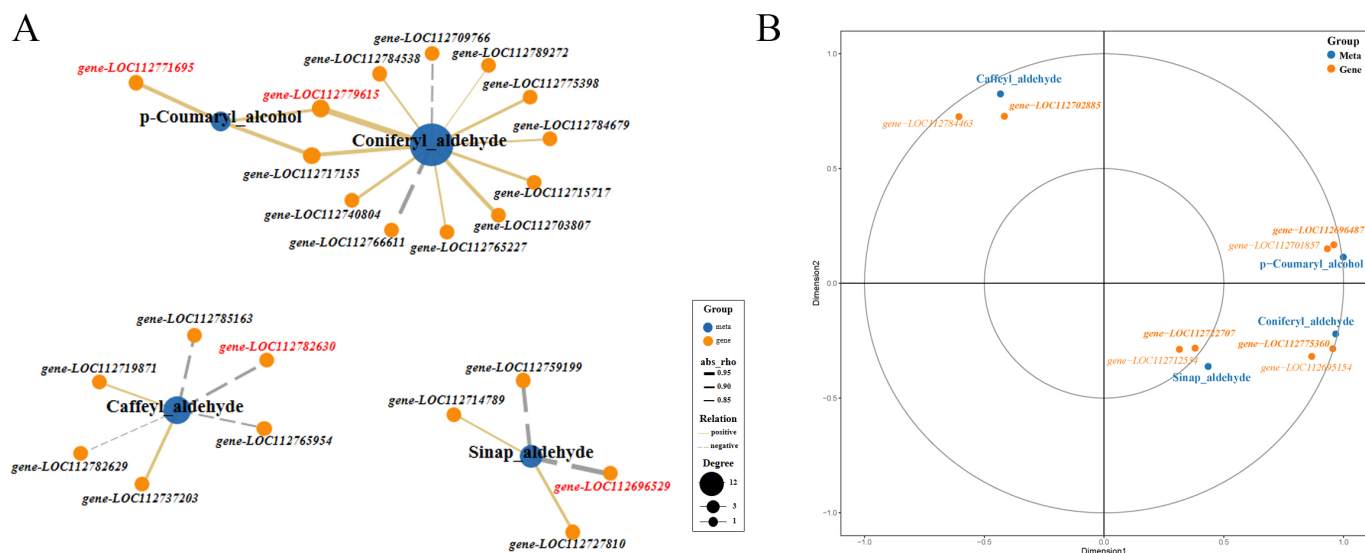 A
gene-LOC112709766
gene-LOC112784538
gene-LOC112789272
gene-LOC112771695
gene-LOC112779615
gene-LOC112775398
p-Coumaryl_alcohol
Coniferyl_aldehyde
gene-LOC112784679
gene-LOC112717155
gene-LOC112715717
gene-LOC112740804
gene-LOC112703807
gene-LOC112766611
gene-LOC112765227
gene-LOC112785163
gene-LOC112782630
gene-LOC112719871
Caffeyl_aldehyde
gene-LOC112765954
gene-LOC112782629
gene-LOC112737203
gene-LOC112759199
gene-LOC112714789
Sinap_aldehyde
gene-LOC112696529
gene-LOC112727810
Group
meta
gene
abs_rho
0.95
0.90
0.85
Relation
positive
negative
Degree
12
3
1
B
Group
Meta
Gene
Caffeyl_aldehyde
gene-LOC112702885
gene-LOC112784463
gene-LOC112696487
gene-LOC112701857
p-Coumaryl_alcohol
Coniferyl_aldehyde
gene-LOC112722707
gene-LOC112775360
gene-LOC112712534
gene-LOC112695154
Sinap_aldehyde
1.0
0.5
0.0
-0.5
-1.0
Dimension2
-1.0 -0.5 0.0 0.5 1.0
Dimension1